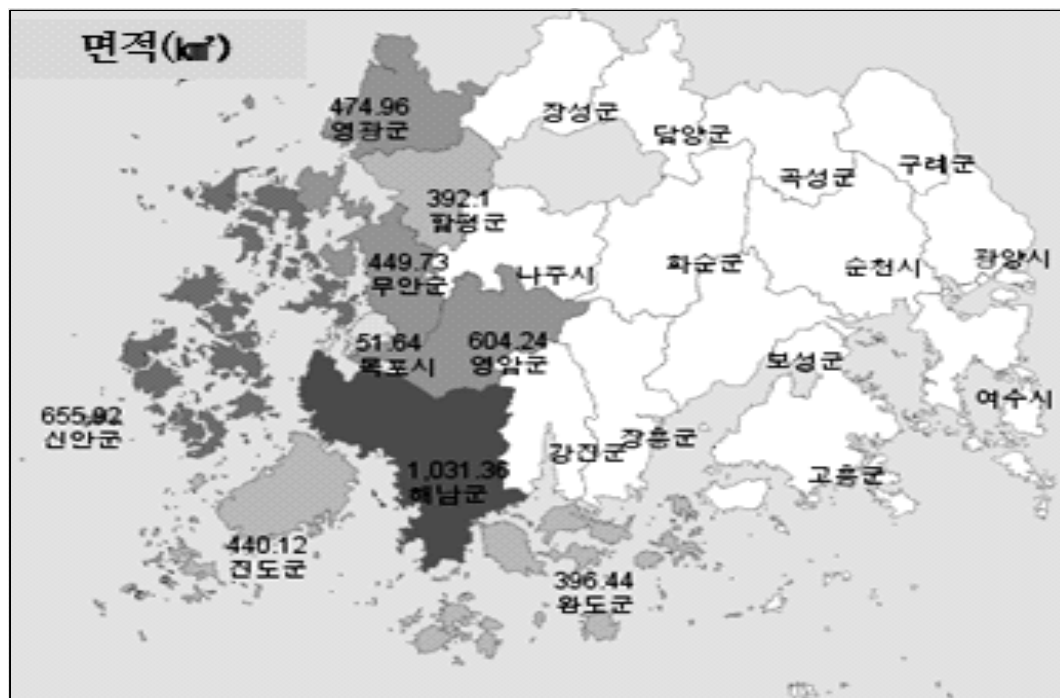 면적(㎢)
474.96
영광군
장성군
담양군
곡성군
구례군
392.1
함평군
449.73
무안군
나주시
화순군
순천시
광양시
51.64
목포시
604.24
영암군
보성군
여수시
655.92
신안군
강진군
장흥군
고흥군
1,031.36
해남군
440.12
진도군
396.44
완도군